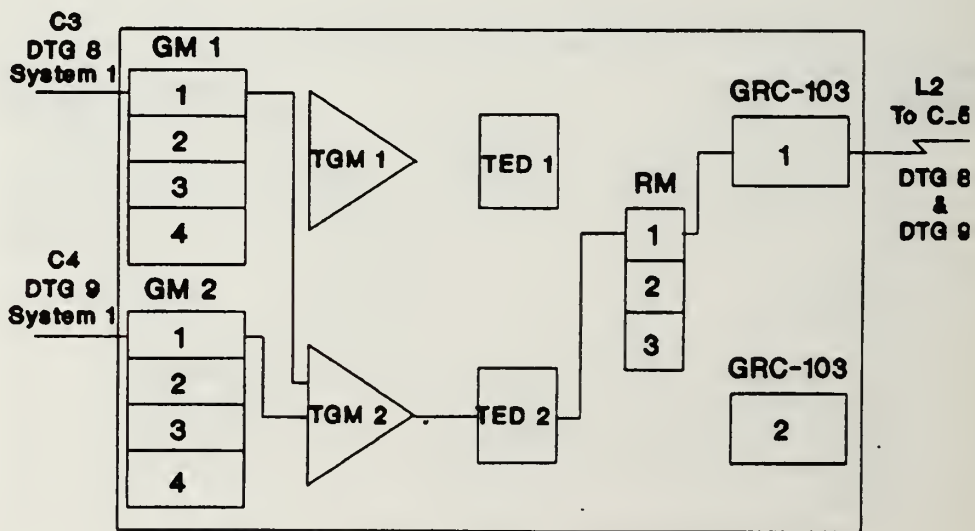 C3
DTG 8
System 1
GM 1
1
2
3
4
C4
DTG 9
System 1
GM 2
1
2
3
4
TGM 1
TED 1
TGM 2
TED 2
RM
1
2
3
GRC-103
1
GRC-103
2
L2
To C_5
DTG 8
&
DTG 9